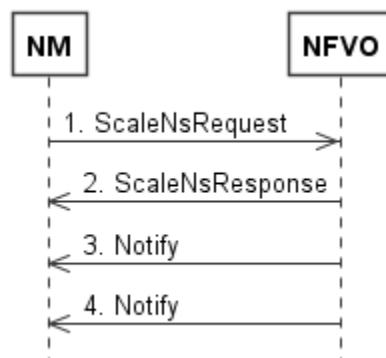 NM
NFVO
1. ScaleNsRequest
2. ScaleNsResponse
3. Notify
4. Notify